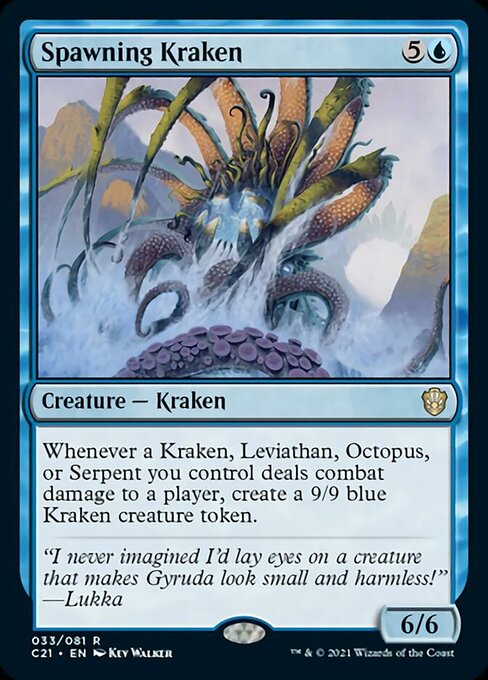 Spawning Kraken 5
Creature — Kraken
Whenever a Kraken, Leviathan, Octopus,
or Serpent you control deals combat
damage to a player, create a 9/9 blue
Kraken creature token.
“I never imagined I’d lay eyes on a creature
that makes Gyruda look small and harmless!”
—Lukka
6/6
033/081 R
C21 • EN Key Walker
™ & © 2021 Wizards of the Coast